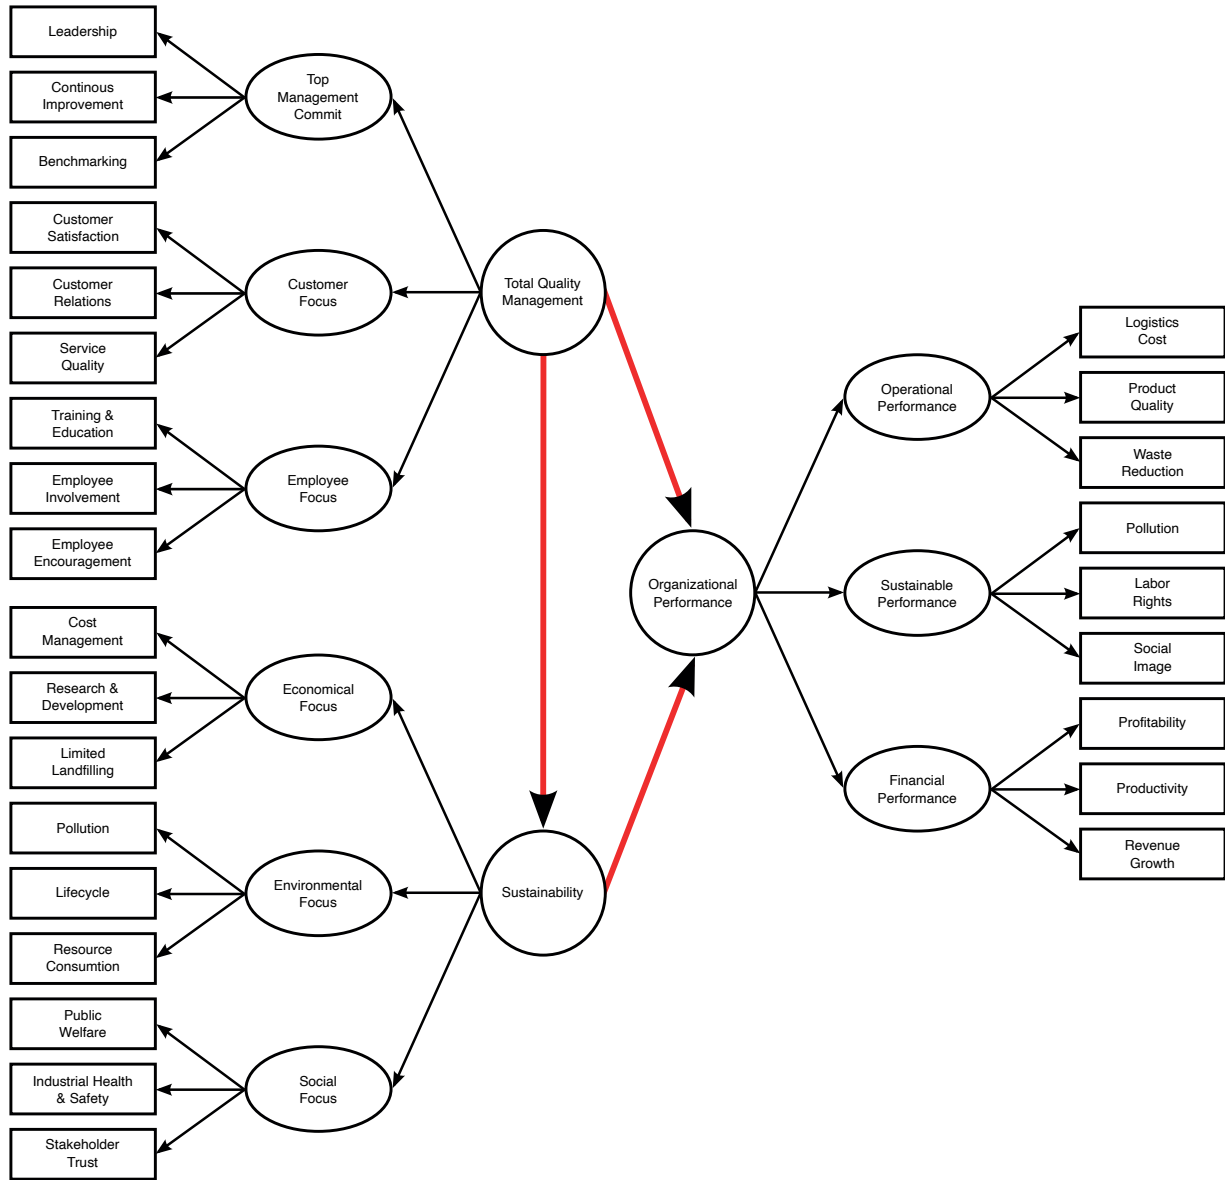 Leadership
Continous
Improvement
Benchmarking
Top
Management
Commit
Customer
Satisfaction
Customer
Relations
Service
Quality
Customer
Focus
Training &
Education
Employee
Involvement
Employee
Encouragement
Employee
Focus
Total Quality
Management
Cost
Management
Research &
Development
Limited
Landfilling
Economical
Focus
Pollution
Lifecycle
Resource
Consumtion
Environmental
Focus
Public
Welfare
Industrial Health
& Safety
Stakeholder
Trust
Social
Focus
Sustainability
Organizational
Performance
Operational
Performance
Logistics
Cost
Product
Quality
Waste
Reduction
Sustainable
Performance
Pollution
Labor
Rights
Social
Image
Financial
Performance
Profitability
Productivity
Revenue
Growth